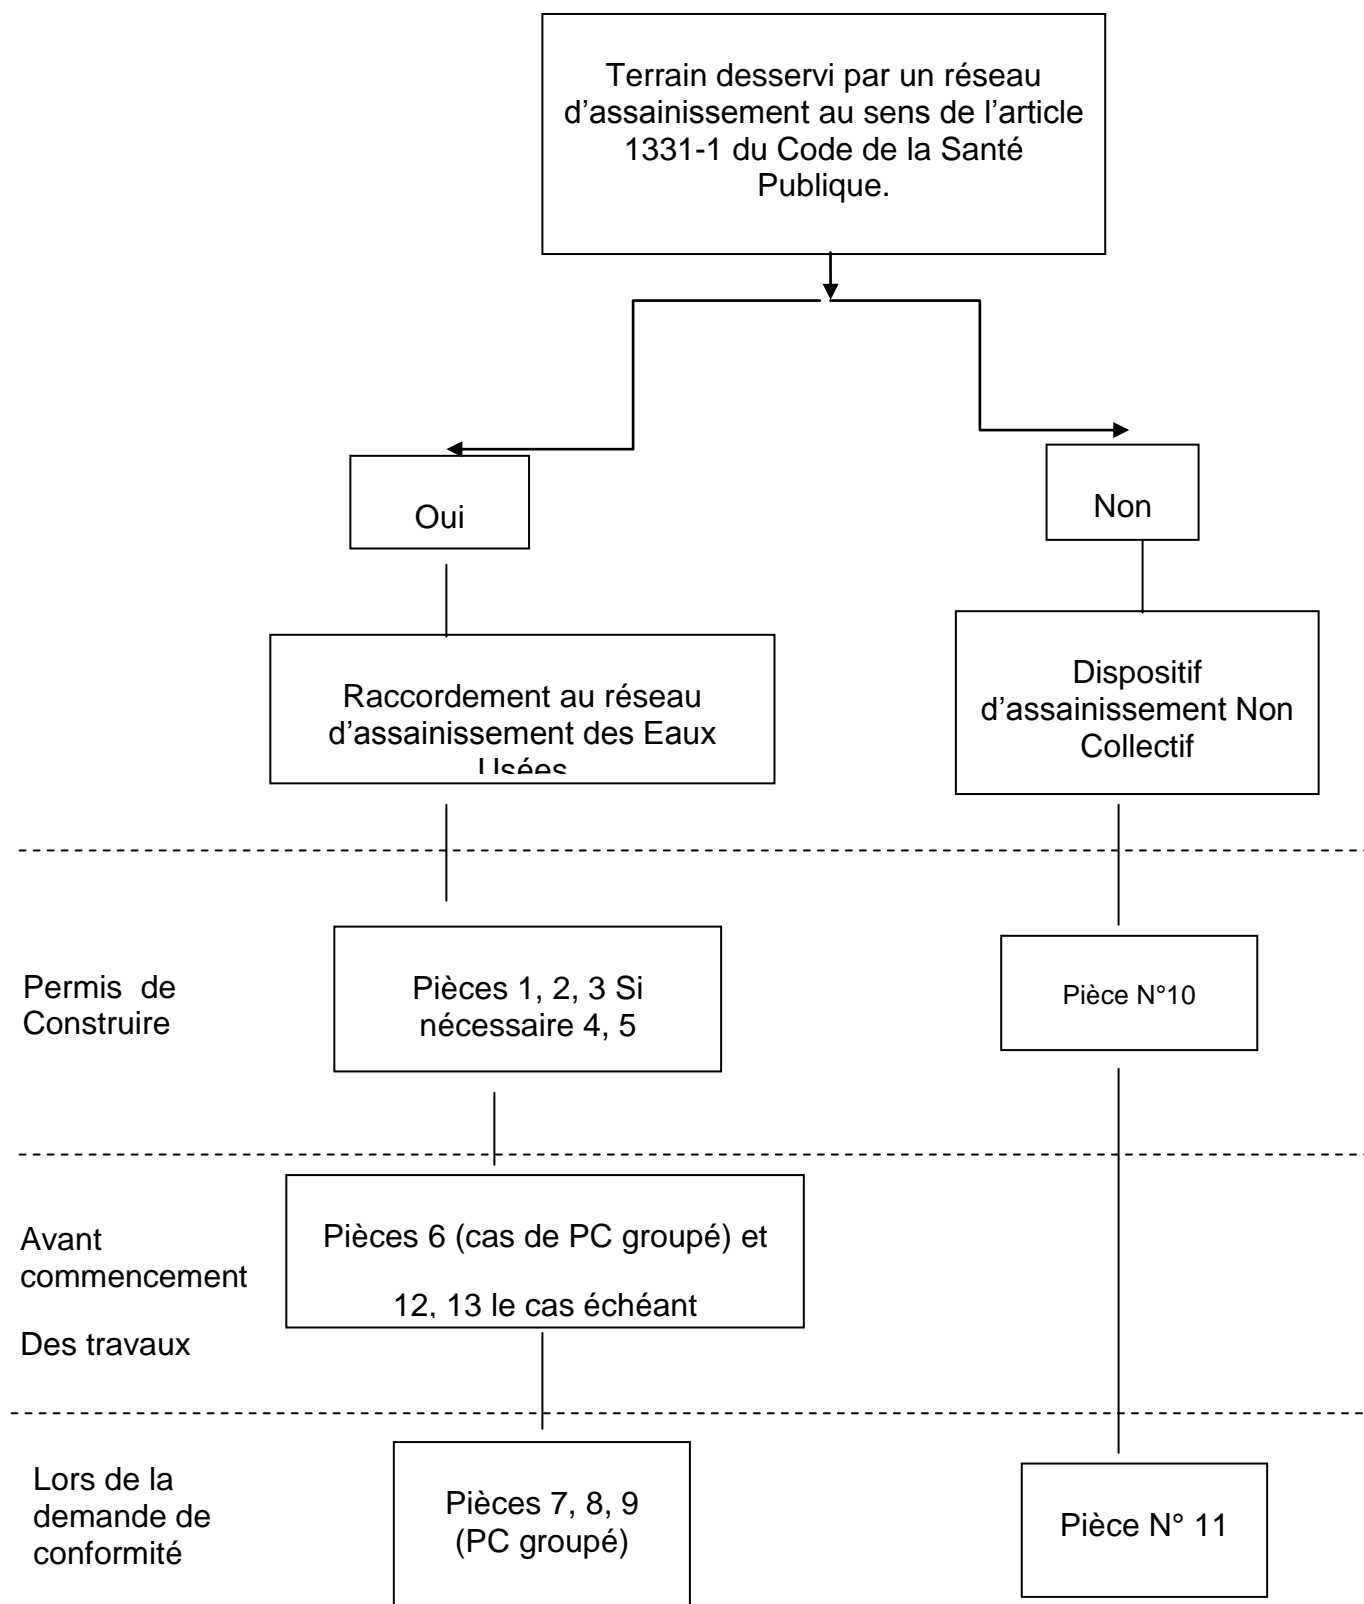 Terrain desservi par un réseau
d’assainissement au sens de l’article
1331-1 du Code de la Santé
Publique.
Oui
Non
Raccordement au réseau
d’assainissement des Eaux
Usées
Dispositif
d’assainissement Non
Collectif
Permis de
Construire
Pièces 1, 2, 3 Si
nécessaire 4, 5
Pièce N°10
Avant
commencement
Des travaux
Pièces 6 (cas de PC groupé) et
12, 13 le cas échéant
Lors de la
demande de
conformité
Pièces 7, 8, 9
(PC groupé)
Pièce N° 11